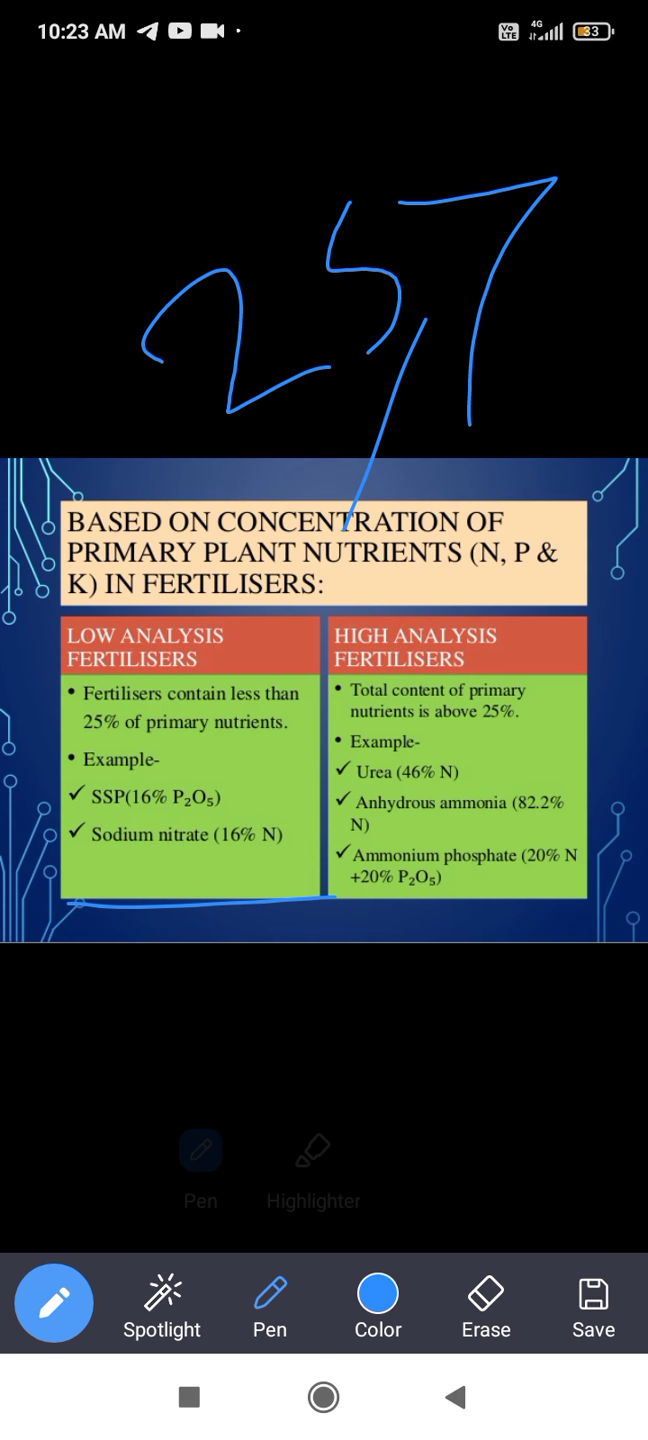 10:23 AM
Vo LTE 4G 33
257
BASED ON CONCENTRATION OF
PRIMARY PLANT NUTRIENTS (N, P &
K) IN FERTILISERS:
LOW ANALYSIS
FERTILISERS
• Fertilisers contain less than
25% of primary nutrients.
• Example-
✓ SSP(16% P₂O₅)
✓ Sodium nitrate (16% N)
HIGH ANALYSIS
FERTILISERS
• Total content of primary
nutrients is above 25%.
• Example-
✓ Urea (46% N)
✓ Anhydrous ammonia (82.2%
N)
✓Ammonium phosphate (20% N
+20% P₂O₅)
Pen Highlighter
Spotlight Pen Color Erase Save